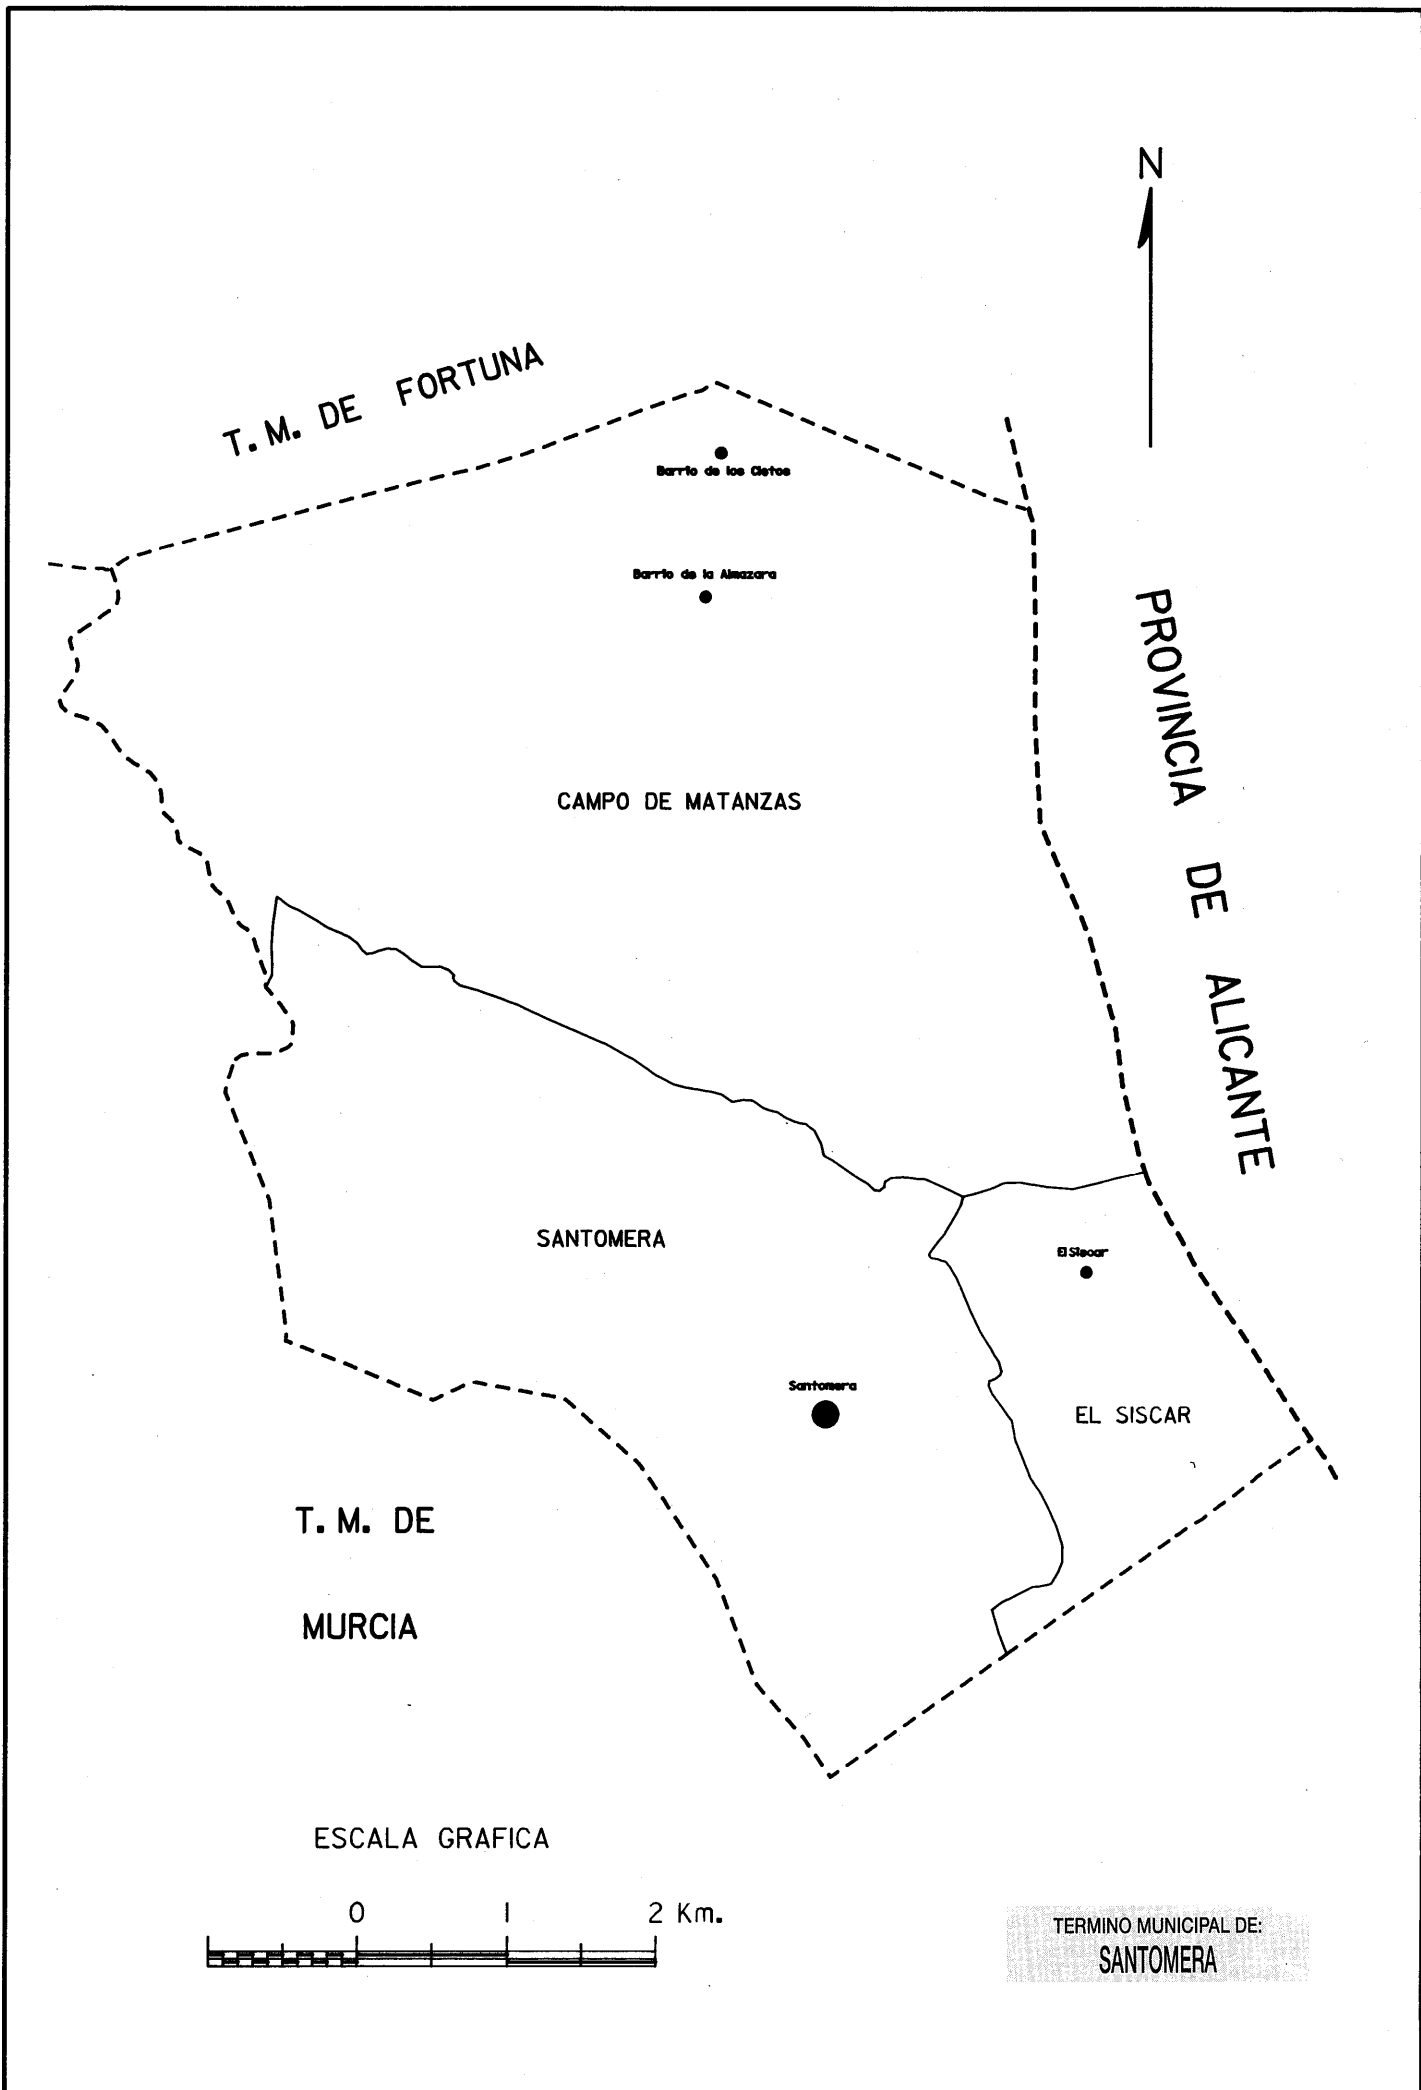 N
T. M. DE FORTUNA
Barrio de los Cletos
Barrio de la Almazara
PROVINCIA DE ALICANTE
CAMPO DE MATANZAS
SANTOMERA
El Siscar
Santomera
EL SISCAR
T. M. DE
MURCIA
ESCALA GRAFICA
0 1 2 Km.
TERMINO MUNICIPAL DE:
SANTOMERA